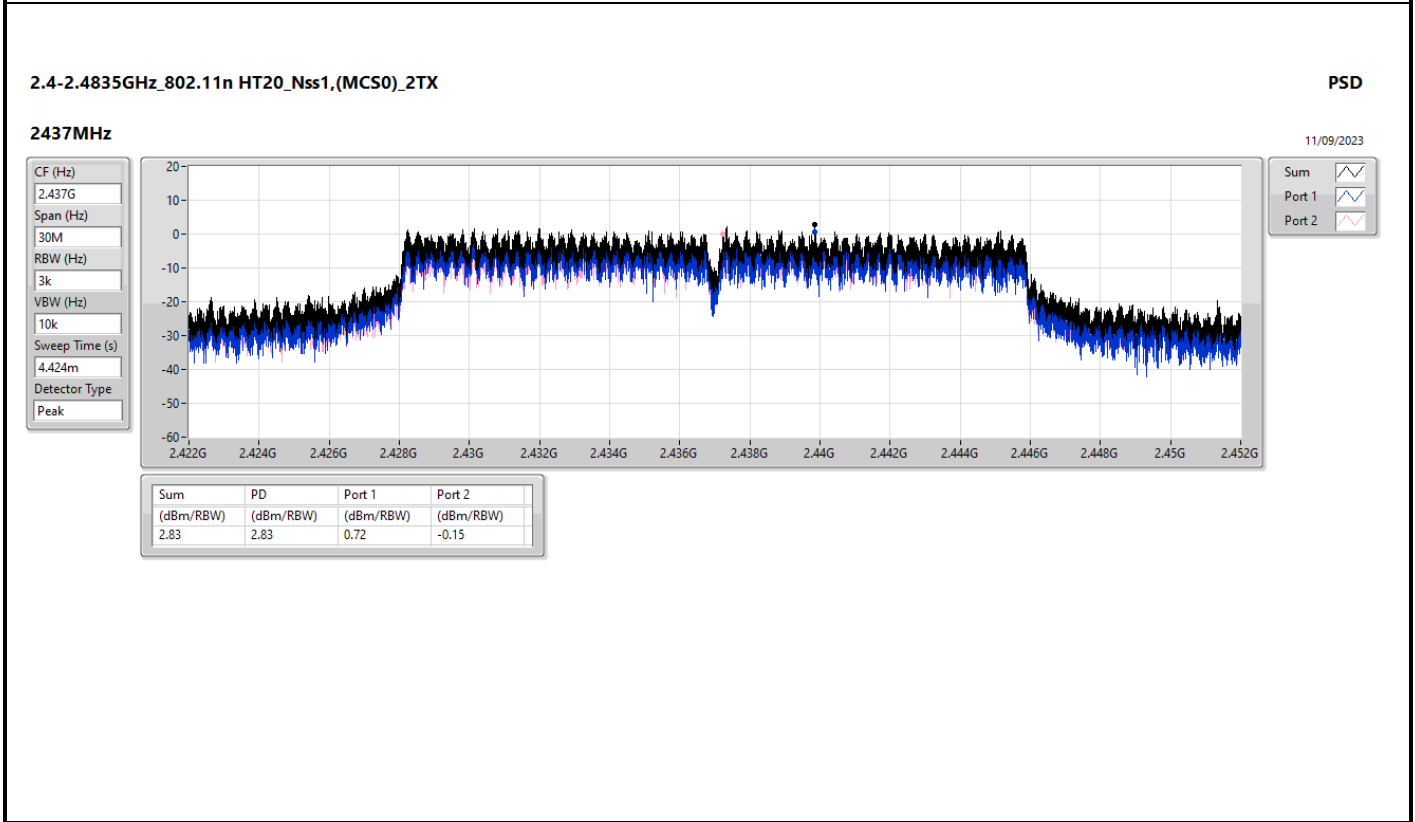 2.4-2.4835GHz_802.11n HT20_Nss1,(MCS0)_2TX
PSD
2437MHz
11/09/2023
CF (Hz)
2.437G
Span (Hz)
30M
RBW (Hz)
3k
VBW (Hz)
10k
Sweep Time (s)
4.424m
Detector Type
Peak
20
10
0
-10
-20
-30
-40
-50
-60
2.422G 2.424G 2.426G 2.428G 2.43G 2.432G 2.434G 2.436G 2.438G 2.44G 2.442G 2.444G 2.446G 2.448G 2.45G 2.452G
Sum
Port 1
Port 2
Sum PD Port 1 Port 2
(dBm/RBW) (dBm/RBW) (dBm/RBW) (dBm/RBW)
2.83 2.83 0.72 -0.15